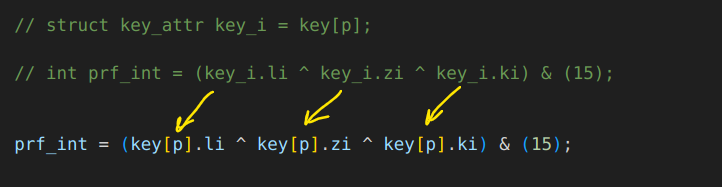 // struct key_attr key_i = key[p];
// int prf_int = (key_i.li ^ key_i.zi ^ key_i.ki) & (15);
prf_int = (key[p].li ^ key[p].zi ^ key[p].ki) & (15);